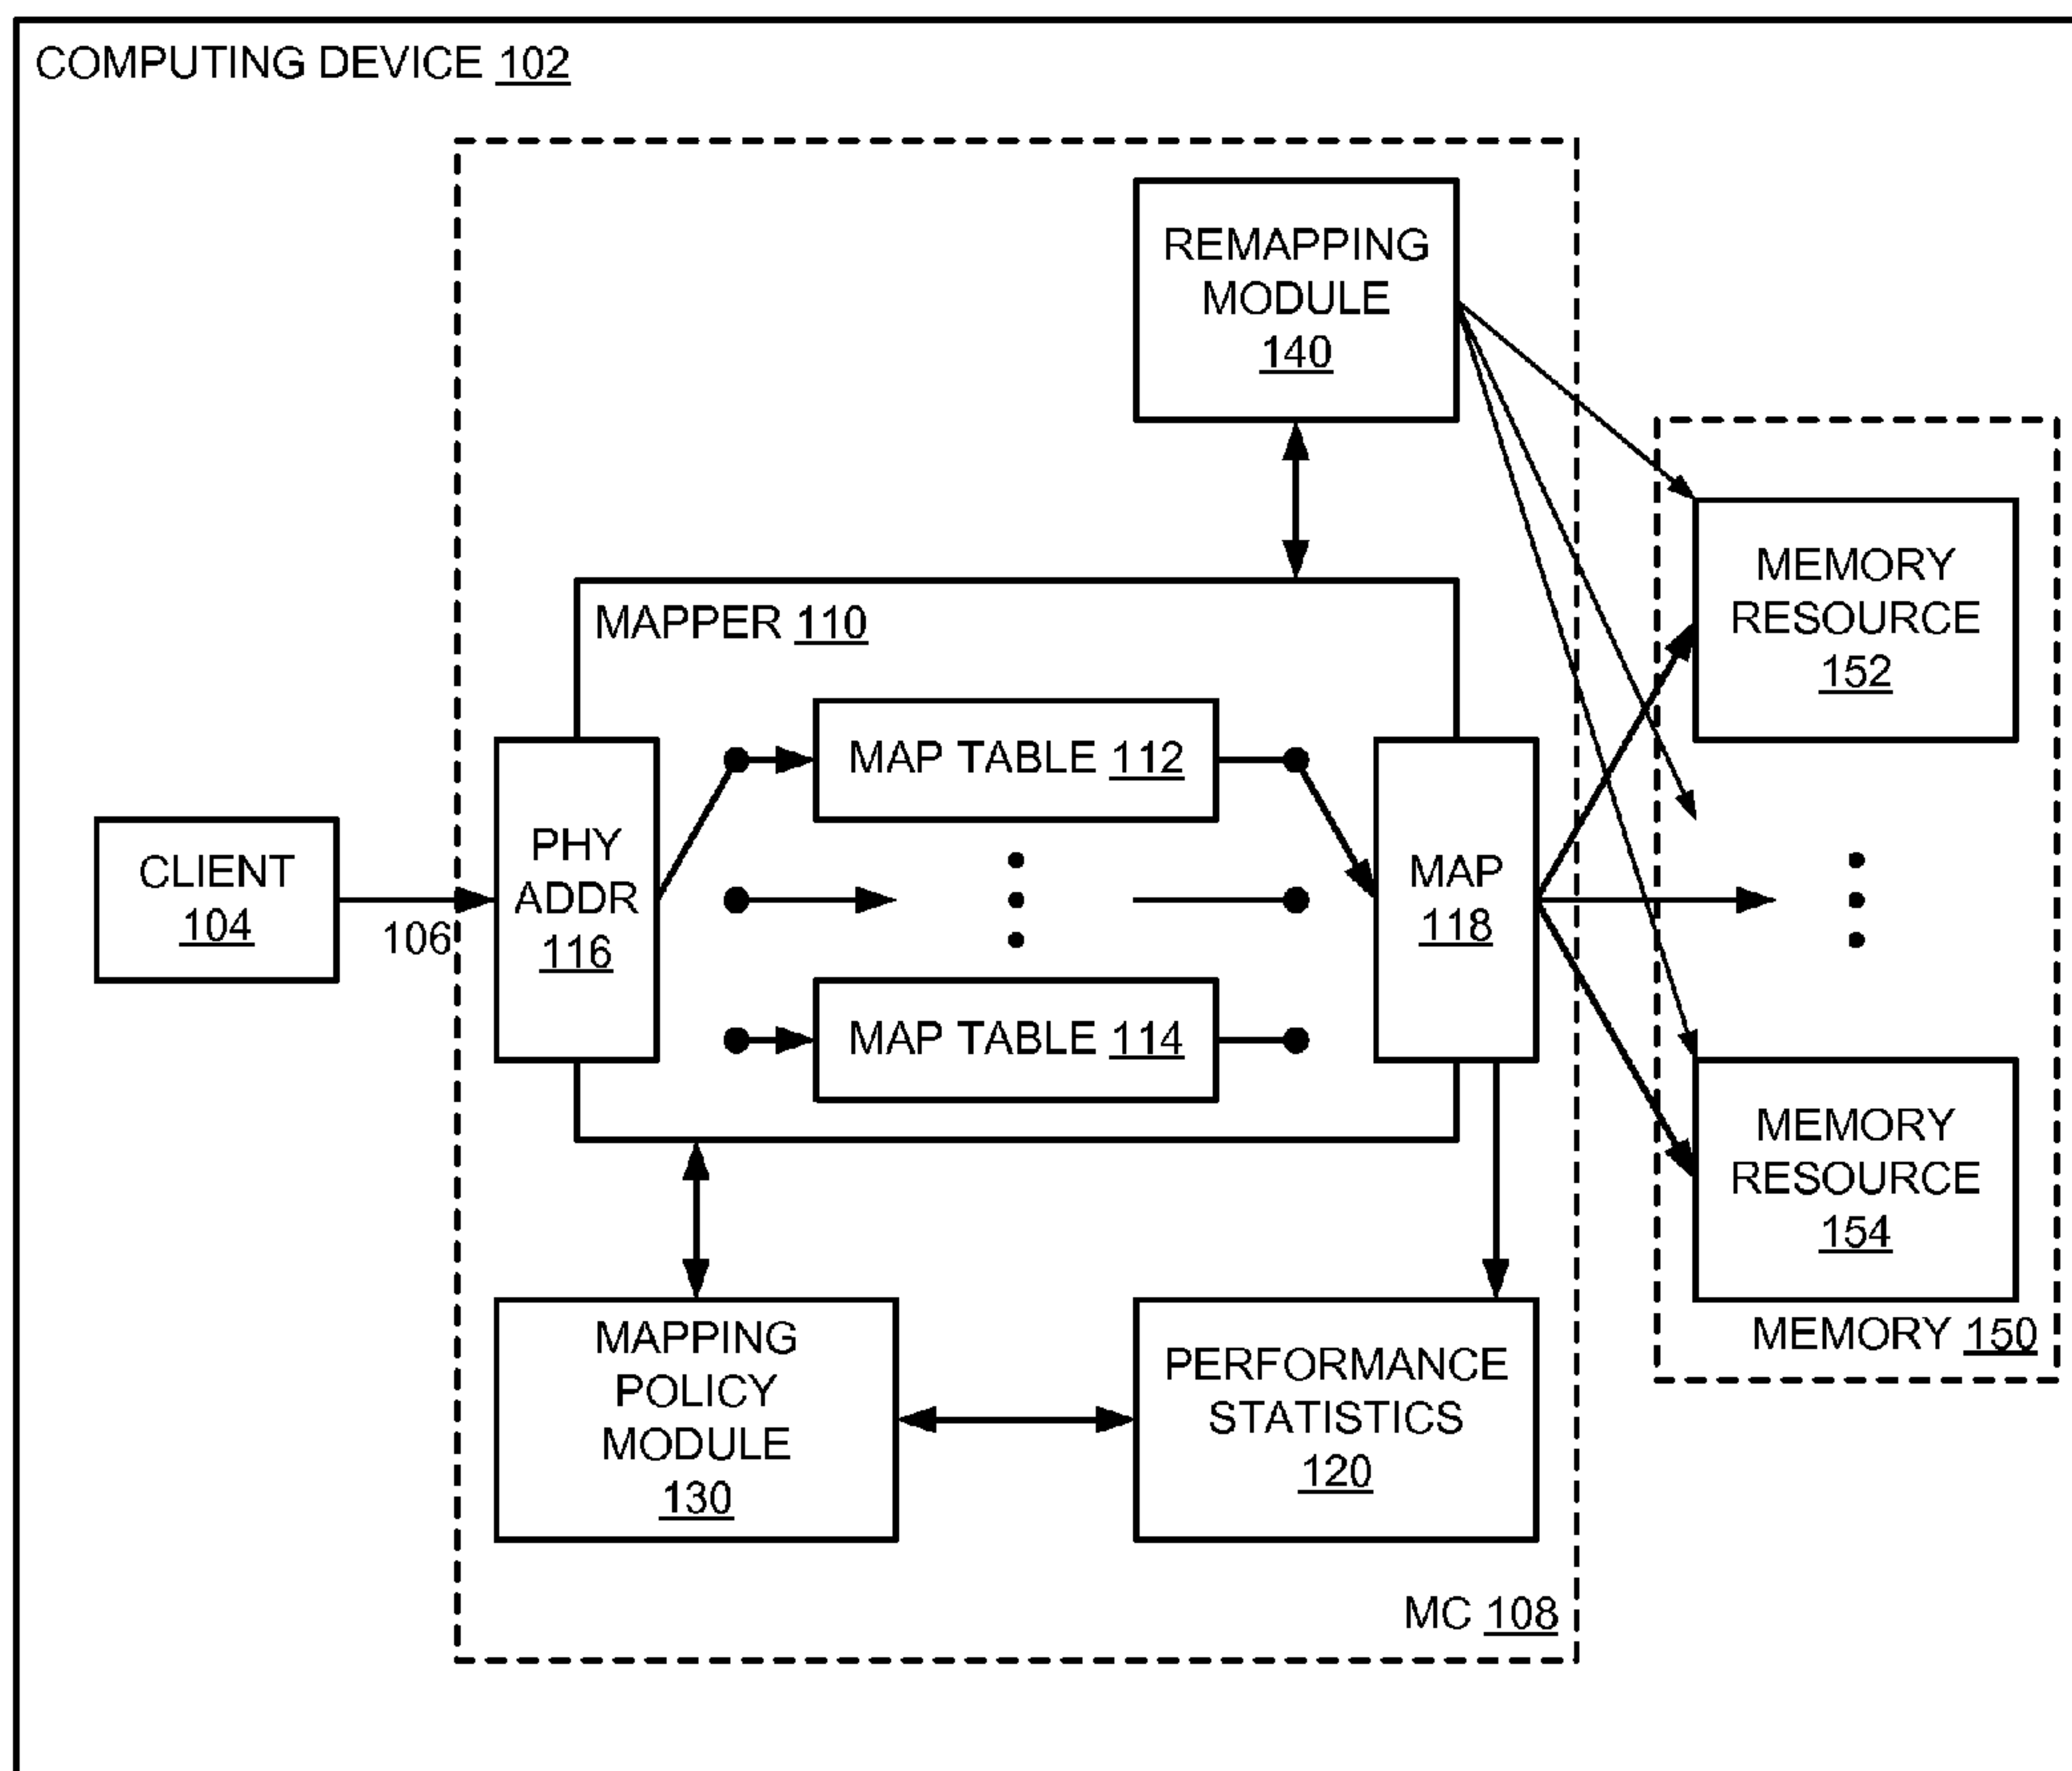 COMPUTING DEVICE 102
REMAPPING
MODULE
140
MAPPER 110
MEMORY
RESOURCE
152
MAP TABLE 112
CLIENT
104
106
PHY
ADDR
116
MAP
118
MAP TABLE 114
MEMORY
RESOURCE
154
MEMORY 150
MAPPING
POLICY
MODULE
130
PERFORMANCE
STATISTICS
120
MC 108